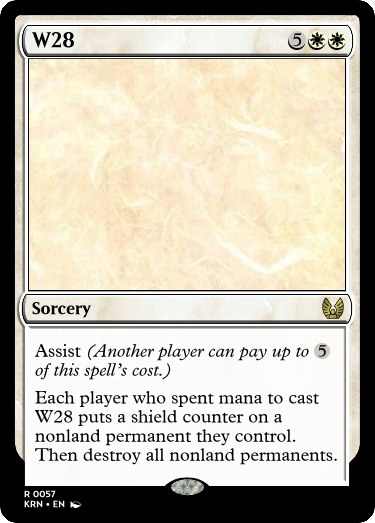 W28 5
Sorcery
Assist (Another player can pay up to 5
of this spell's cost.)
Each player who spent mana to cast
W28 puts a shield counter on a
nonland permanent they control.
Then destroy all nonland permanents.
R 0057
KRN • EN